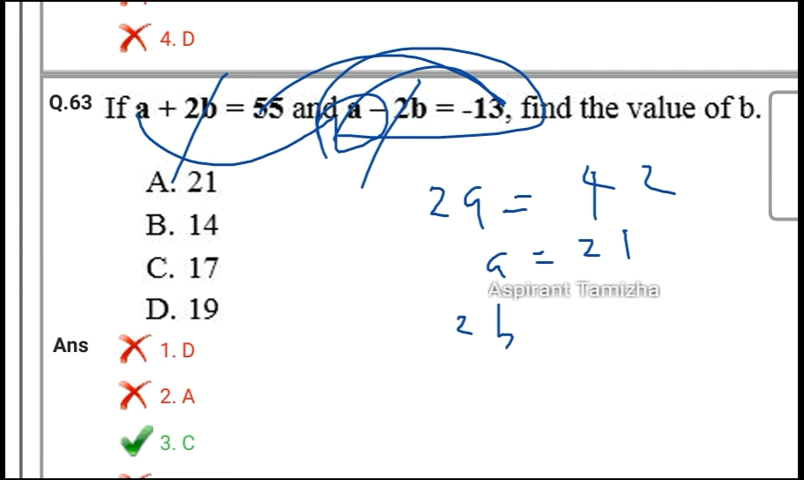 4. D
Q.63 If a + 2b = 55 and a – 2b = -13, find the value of b.
A. 21
B. 14
C. 17
D. 19
2a = 42
a = 21
Aspirant Tamizha
2b
Ans
1. D
2. A
3. C